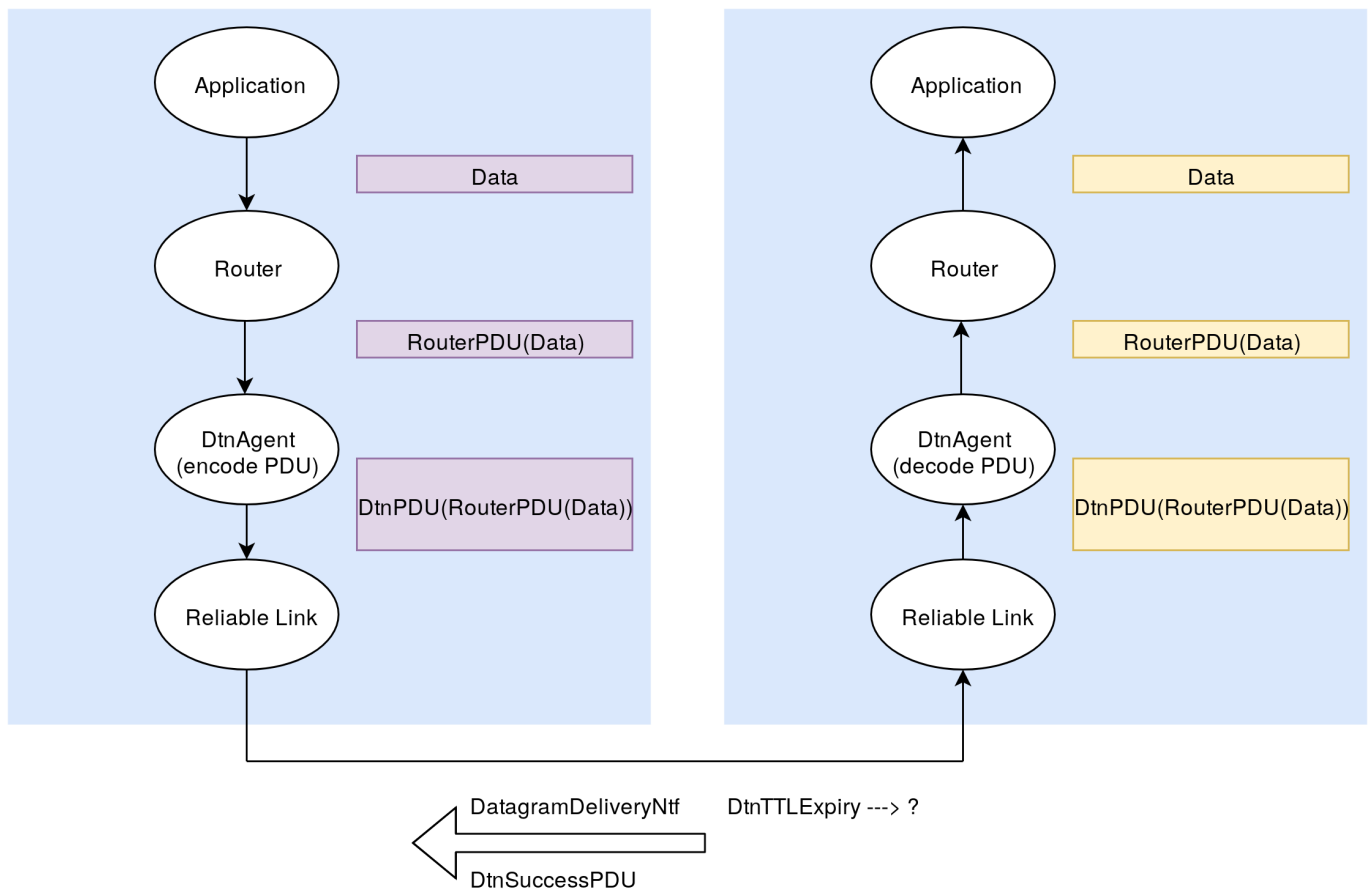 Application
Data
Router
RouterPDU(Data)
DtnAgent
(encode PDU)
DtnPDU(RouterPDU(Data))
Reliable Link
Application
Data
Router
RouterPDU(Data)
DtnAgent
(decode PDU)
DtnPDU(RouterPDU(Data))
Reliable Link
DatagramDeliveryNtf
DtnTTLExpiry ---> ?
DtnSuccessPDU